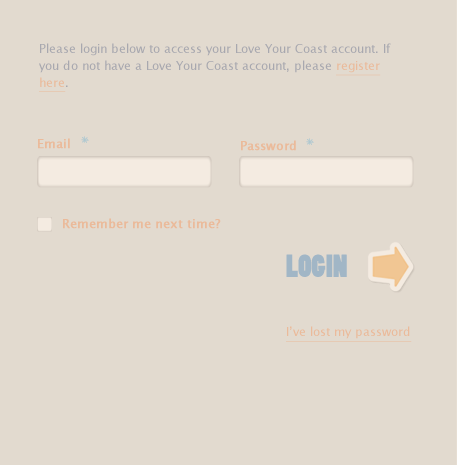 Please login below to access your Love Your Coast account. If
you do not have a Love Your Coast account, please register
here.
Email * Password *
Remember me next time?
LOGIN
I've lost my password